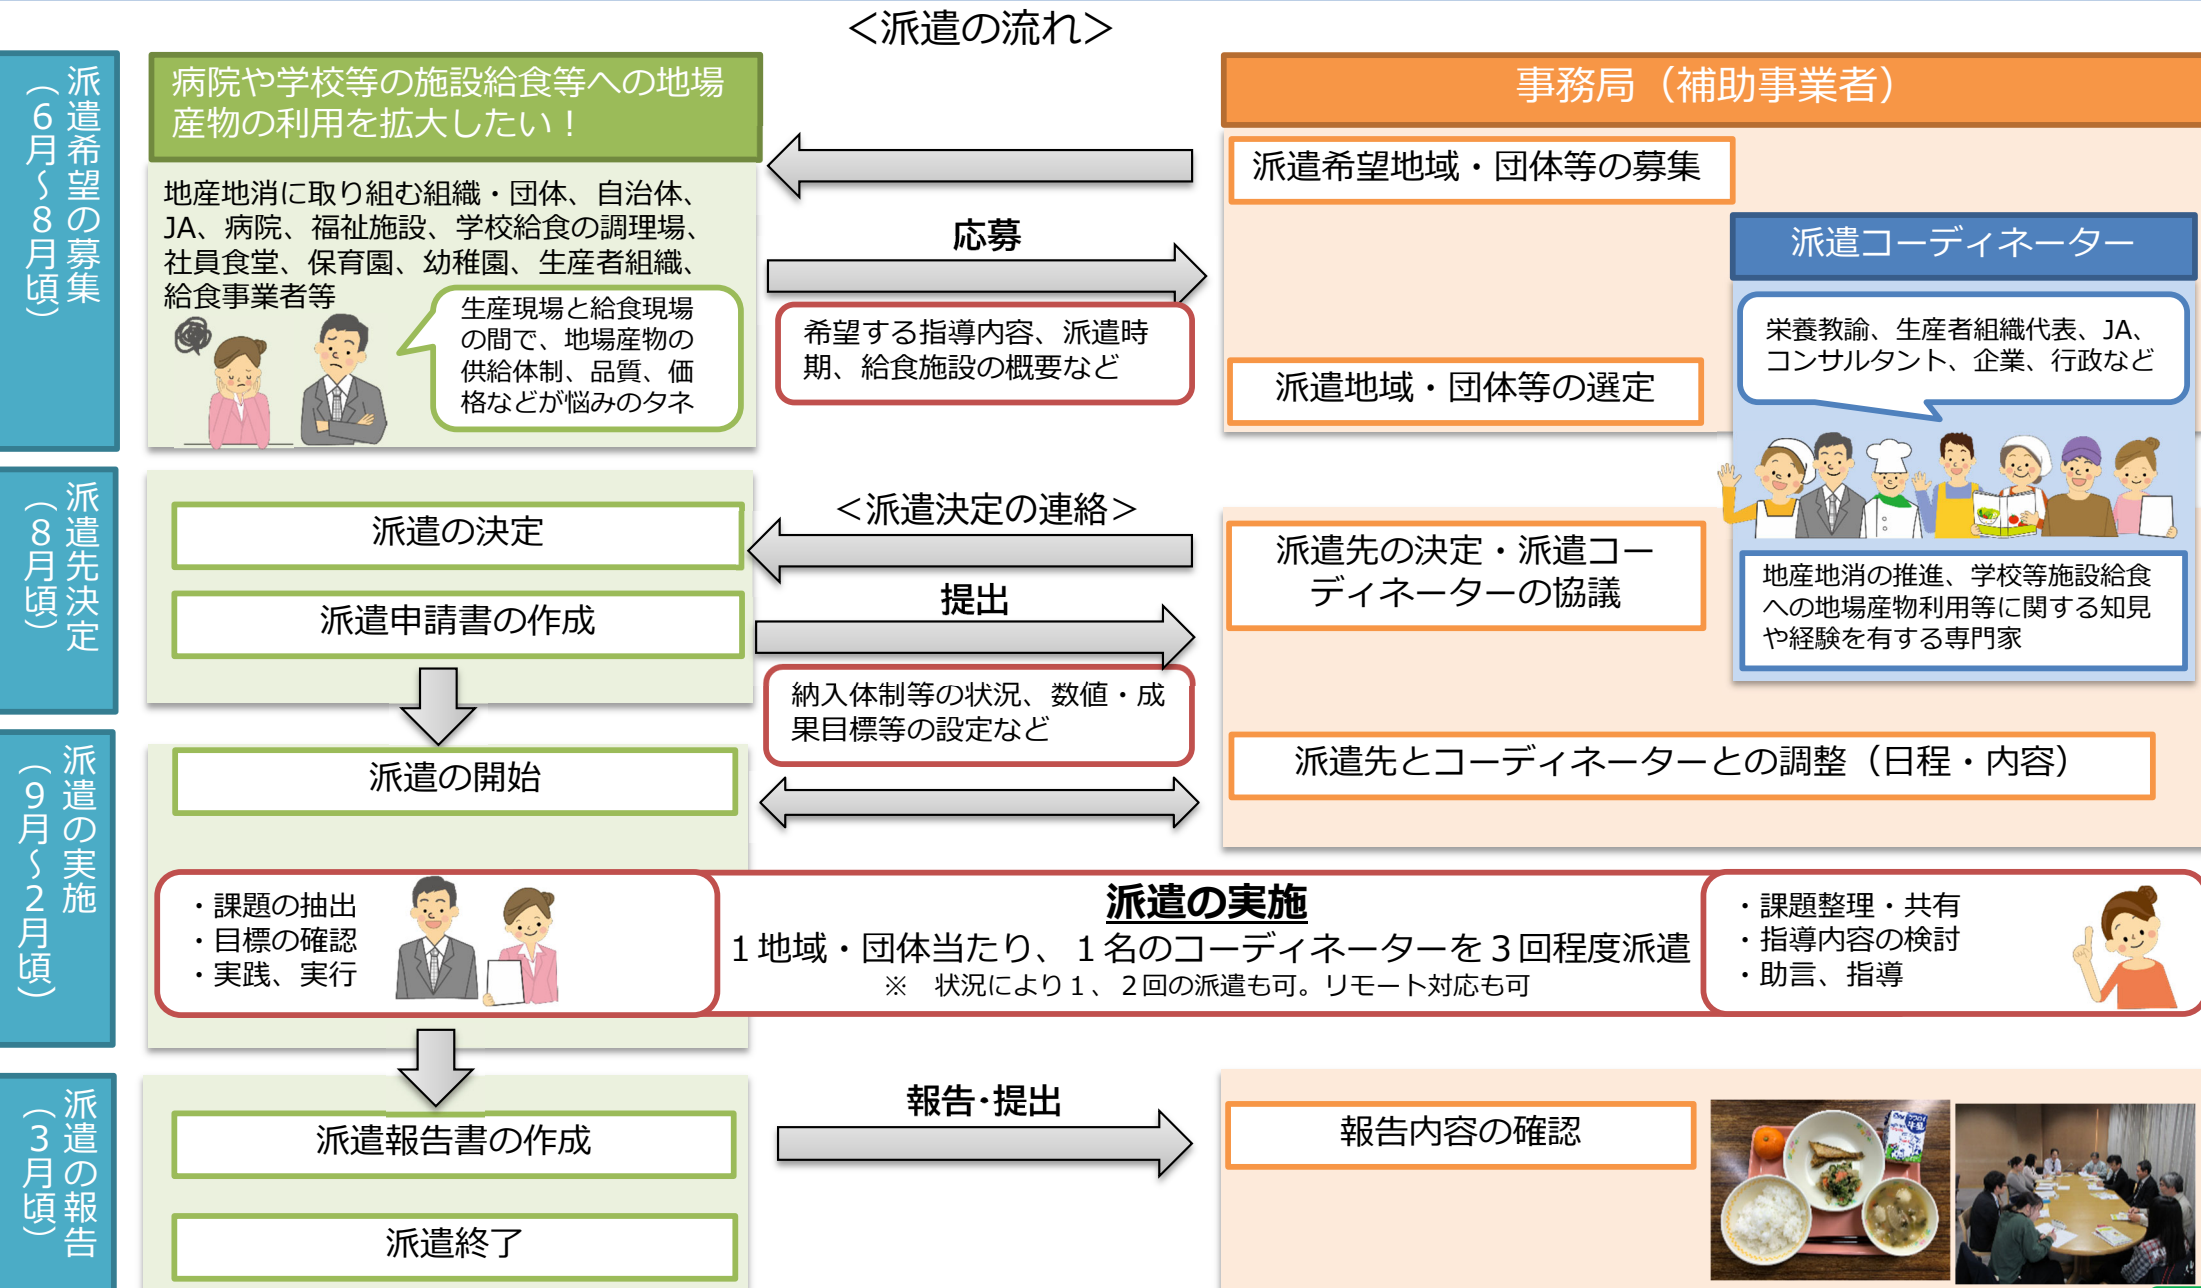 ＜派遣の流れ＞
派遣希望の募集
（６月～８月頃）
病院や学校等の施設給食等への地場
産物の利用を拡大したい！
地産地消に取り組む組織・団体、自治体、
JA、病院、福祉施設、学校給食の調理場、
社員食堂、保育園、幼稚園、生産者組織、
給食事業者等
生産現場と給食現場
の間で、地場産物の
供給体制、品質、価
格などが悩みのタネ
応募
希望する指導内容、派遣時
期、給食施設の概要など
事務局（補助事業者）
派遣希望地域・団体等の募集
派遣地域・団体等の選定
派遣コーディネーター
栄養教諭、生産者組織代表、JA、
コンサルタント、企業、行政など
地産地消の推進、学校等施設給食
への地場産物利用等に関する知見
や経験を有する専門家
派遣先決定
（８月頃）
派遣の決定
派遣申請書の作成
＜派遣決定の連絡＞
提出
納入体制等の状況、数値・成
果目標等の設定など
派遣先の決定・派遣コー
ディネーターの協議
派遣の実施
（９月～２月頃）
派遣の開始
派遣先とコーディネーターとの調整（日程・内容）
・課題の抽出
・目標の確認
・実践、実行
派遣の実施
１地域・団体当たり、１名のコーディネーターを３回程度派遣
※　状況により１、２回の派遣も可。リモート対応も可
・課題整理・共有
・指導内容の検討
・助言、指導
派遣の報告
（３月頃）
派遣報告書の作成
派遣終了
報告・提出
報告内容の確認
牛乳